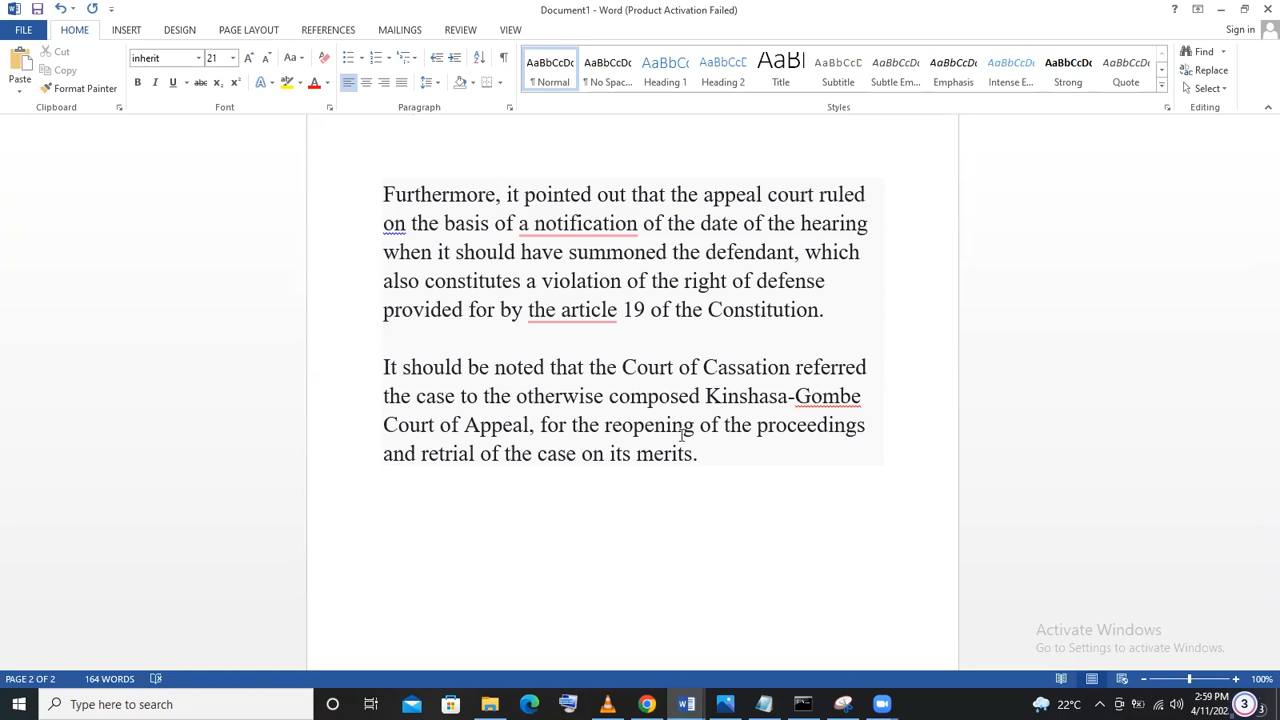 Document1 - Word (Product Activation Failed)
Sign in
FILE HOME INSERT DESIGN PAGE LAYOUT REFERENCES MAILINGS REVIEW VIEW
Paste
Cut
Copy
Format Painter
Clipboard
inherit 21
Font
Paragraph
AaBbCcDc AaBbCcDc AaBbCc AaBbCcD AaBb AaBbCcD AaBbCcDc AaBbCcDc AaBbCcDc AaBbCcDc AaBbCcDc
¶ Normal ¶ No Spac... Heading 1 Heading 2 Title Subtitle Subtle Em... Emphasis Intense E... Strong Quote
Styles
Find
Replace
Select
Editing
Furthermore, it pointed out that the appeal court ruled
on the basis of a notification of the date of the hearing
when it should have summoned the defendant, which
also constitutes a violation of the right of defense
provided for by the article 19 of the Constitution.
It should be noted that the Court of Cassation referred
the case to the otherwise composed Kinshasa-Gombe
Court of Appeal, for the reopening of the proceedings
and retrial of the case on its merits.
Activate Windows
Go to Settings to activate Windows.
PAGE 2 OF 2 164 WORDS
100%
Type here to search
22°C
2:59 PM
4/11/202
3